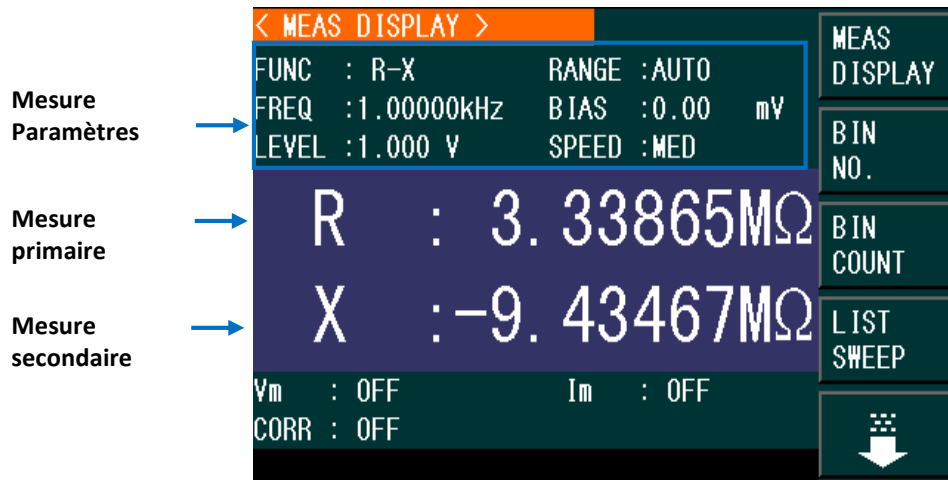 Mesure
Paramètres
Mesure
primaire
Mesure
secondaire
< MEAS DISPLAY >
FUNC : R-X RANGE :AUTO
FREQ :1.00000kHz BIAS :0.00 mV
LEVEL :1.000 V SPEED :MED
R : 3.33865MΩ
X :-9.43467MΩ
Vm : OFF Im : OFF
CORR : OFF
MEAS
DISPLAY
BIN
NO.
BIN
COUNT
LIST
SWEEP